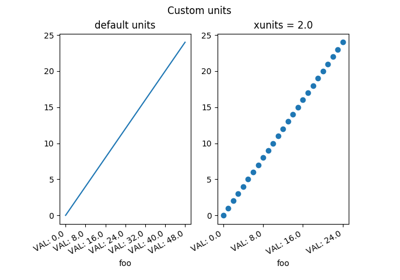 Custom units
default units
xunits = 2.0
25
20
15
10
5
0
VAL: 0.0
VAL: 8.0
VAL: 16.0
VAL: 24.0
VAL: 32.0
VAL: 40.0
VAL: 48.0
foo
25
20
15
10
5
0
VAL: 0.0
VAL: 8.0
VAL: 16.0
VAL: 24.0
foo